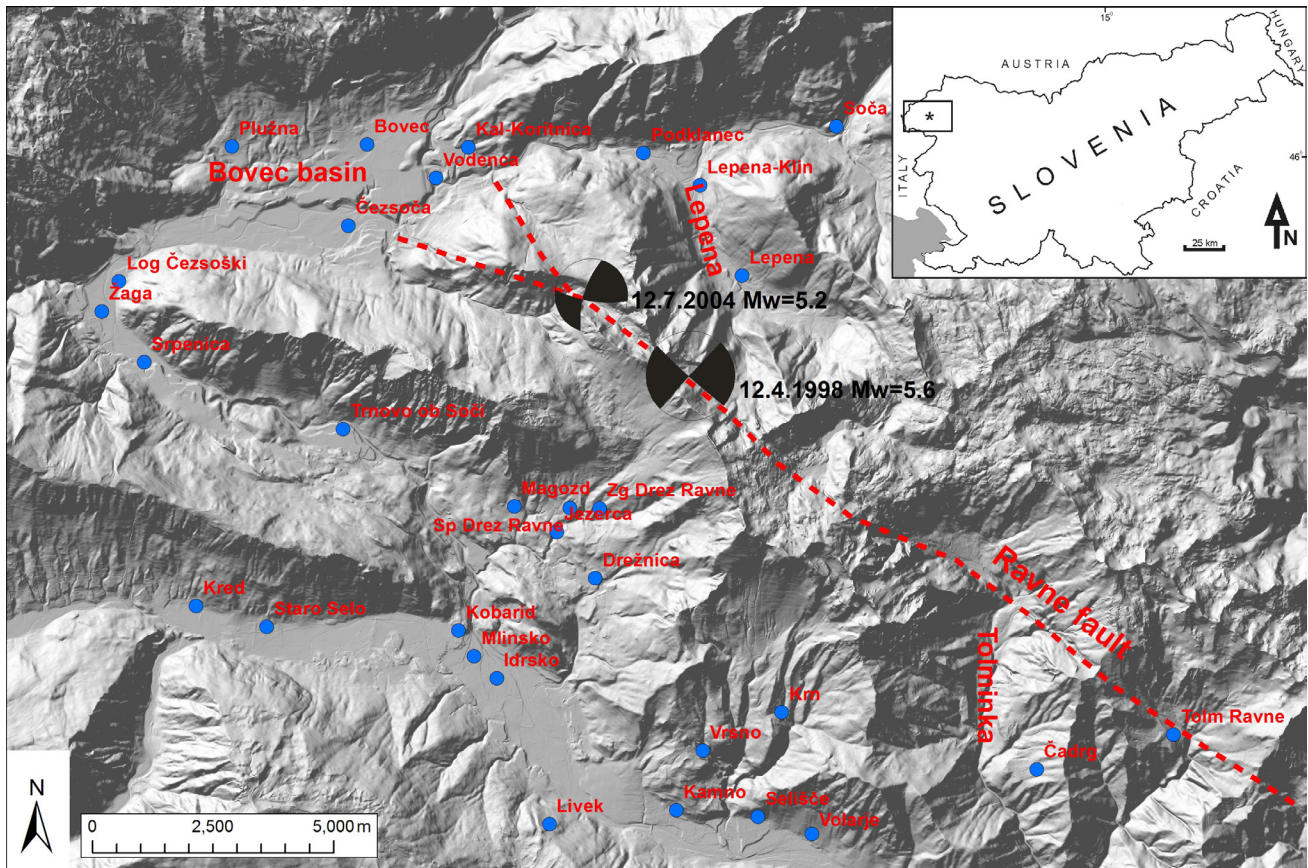 15°
HUNGARY
AUSTRIA
SLOVENIA
46°
ITALY
CROATIA
25 km
N
Soča
Plužna
Bovec
Kal-Koritnica
Podklanec
Bovec basin
Vodenca
Lepena-Klin
Čezsoča
Lepena
Lepena
Log Čezsoški
Žaga
12.7.2004 Mw=5.2
Srpenica
12.4.1998 Mw=5.6
Trnovo ob Soči
Magozd
Zg Drez Ravne
Jezerca
Sp Drez Ravne
Drežnica
Ravne fault
Kred
Staro Selo
Kobarid
Mlinsko
Idrsko
Tolminka
Krn
Tolm Ravne
Vrsno
Čadrg
Kamno
Selišče
Livek
Volarje
N
0 2,500 5,000 m